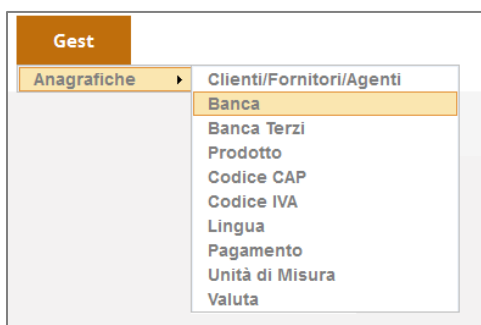 Gest
Anagrafiche
Clienti/Fornitori/Agenti
Banca
Banca Terzi
Prodotto
Codice CAP
Codice IVA
Lingua
Pagamento
Unità di Misura
Valuta